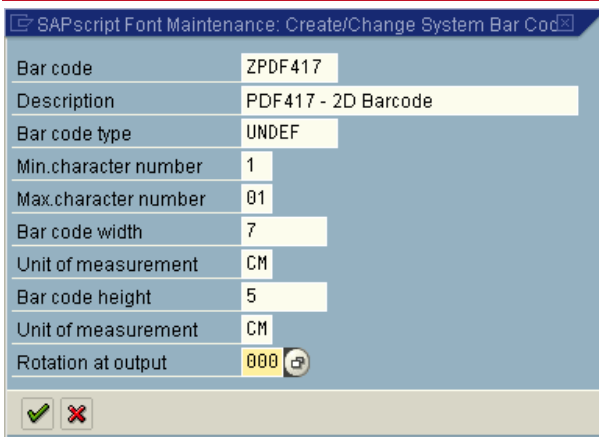 SAPscript Font Maintenance: Create/Change System Bar Cod
Bar code ZPDF417
Description PDF417 - 2D Barcode
Bar code type UNDEF
Min.character number 1
Max.character number 01
Bar code width 7
Unit of measurement CM
Bar code height 5
Unit of measurement CM
Rotation at output 000